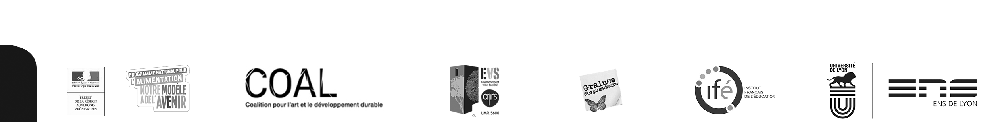 Liberté • Égalité • Fraternité
RÉPUBLIQUE FRANÇAISE
PRÉFET
DE LA RÉGION
AUVERGNE-
RHÔNE-ALPES
PROGRAMME NATIONAL POUR
L'ALIMENTATION
NOTRE MODÈLE
A DE L'AVENIR
COAL
Coalition pour l'art et le développement durable
EVS
Environnement
Ville Société
cnrs
UMR 5600
Graines
d'explorateurs
ifé
INSTITUT
FRANÇAIS
DE L'ÉDUCATION
UNIVERSITÉ
DE LYON
U
ENS
ENS DE LYON